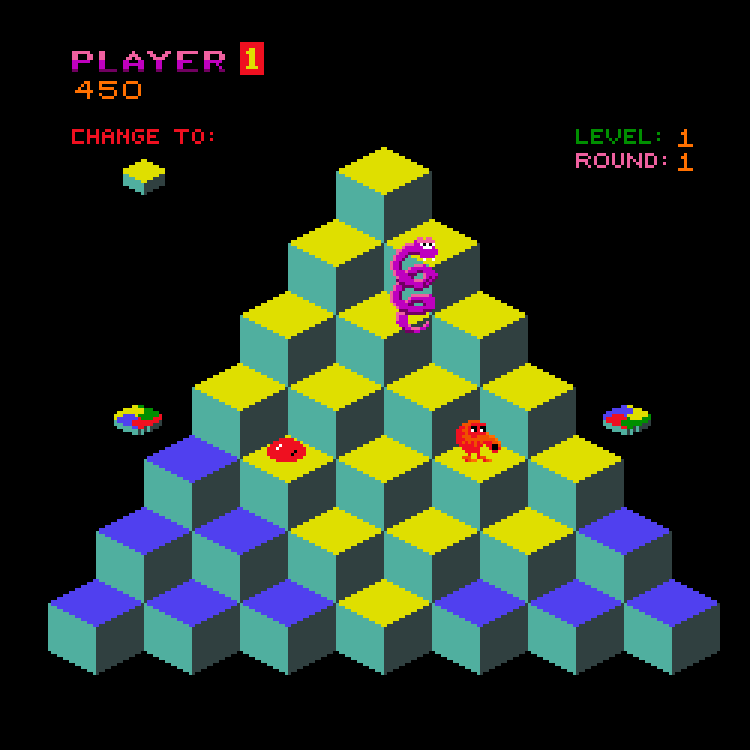 PLAYER 1
450
CHANGE TO:
LEVEL: 1
ROUND: 1